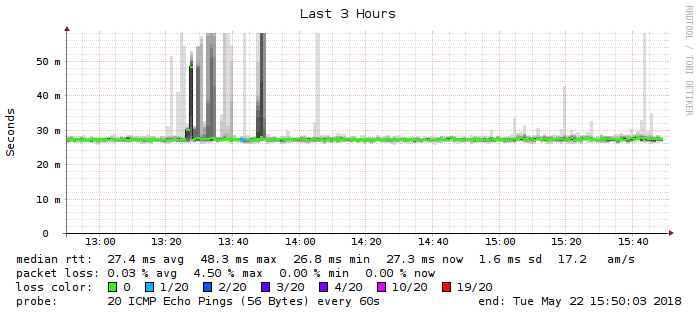 Last 3 Hours
RRDTOOL / TOBI OETIKER
Seconds
50 m
40 m
30 m
20 m
10 m
0
13:00 13:20 13:40 14:00 14:20 14:40 15:00 15:20 15:40
median rtt: 27.4 ms avg 48.3 ms max 26.8 ms min 27.3 ms now 1.6 ms sd 17.2 am/s
packet loss: 0.03 % avg 4.50 % max 0.00 % min 0.00 % now
loss color: 0 1/20 2/20 3/20 4/20 10/20 19/20
probe: 20 ICMP Echo Pings (56 Bytes) every 60s end: Tue May 22 15:50:03 2018